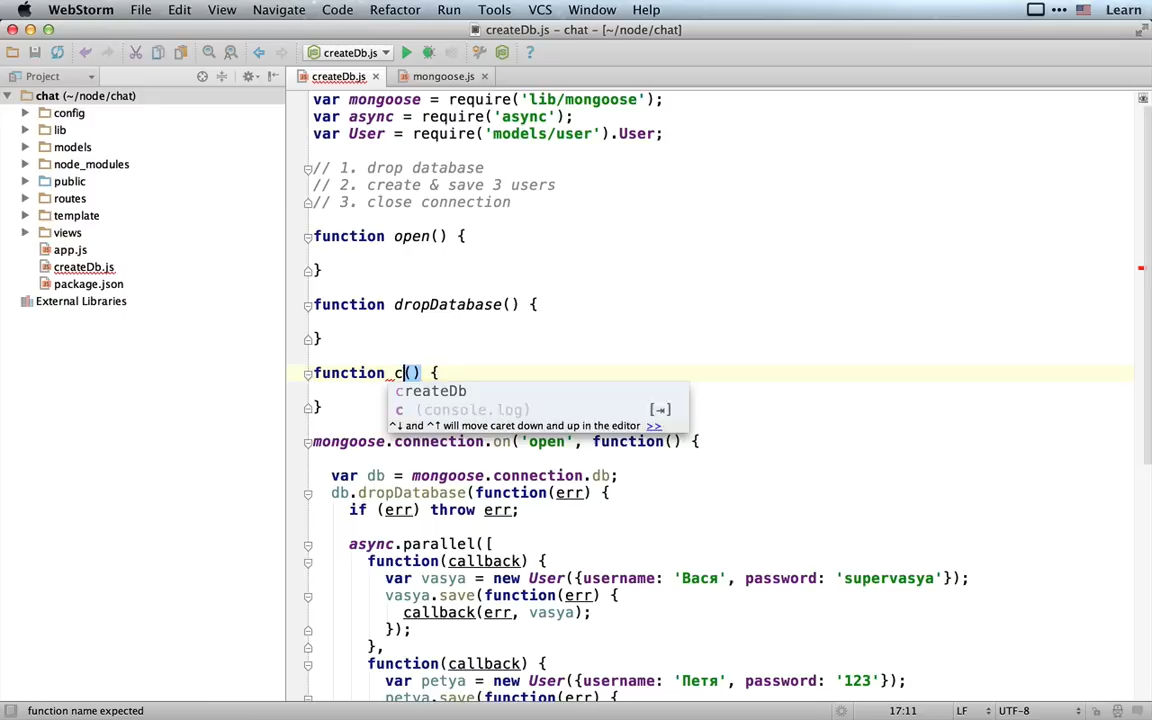 WebStorm File Edit View Navigate Code Refactor Run Tools VCS Window Help Learn
createDb.js – chat – [~/node/chat]
createDb.js
Project createDb.js mongoose.js
chat (~/node/chat)
config
lib
models
node_modules
public
routes
template
views
app.js
createDb.js
package.json
External Libraries
var mongoose = require('lib/mongoose');
var async = require('async');
var User = require('models/user').User;
// 1. drop database
// 2. create & save 3 users
// 3. close connection
function open() {
}
function dropDatabase() {
}
function c() {
createDb
c (console.log) [⇥]
^↓ and ^↑ will move caret down and up in the editor >>
}
mongoose.connection.on('open', function() {
var db = mongoose.connection.db;
db.dropDatabase(function(err) {
if (err) throw err;
async.parallel([
function(callback) {
var vasya = new User({username: 'Вася', password: 'supervasya'});
vasya.save(function(err) {
callback(err, vasya);
});
},
function(callback) {
var petya = new User({username: 'Петя', password: '123'});
petya.save(function(err) {
function name expected 17:11 LF UTF-8